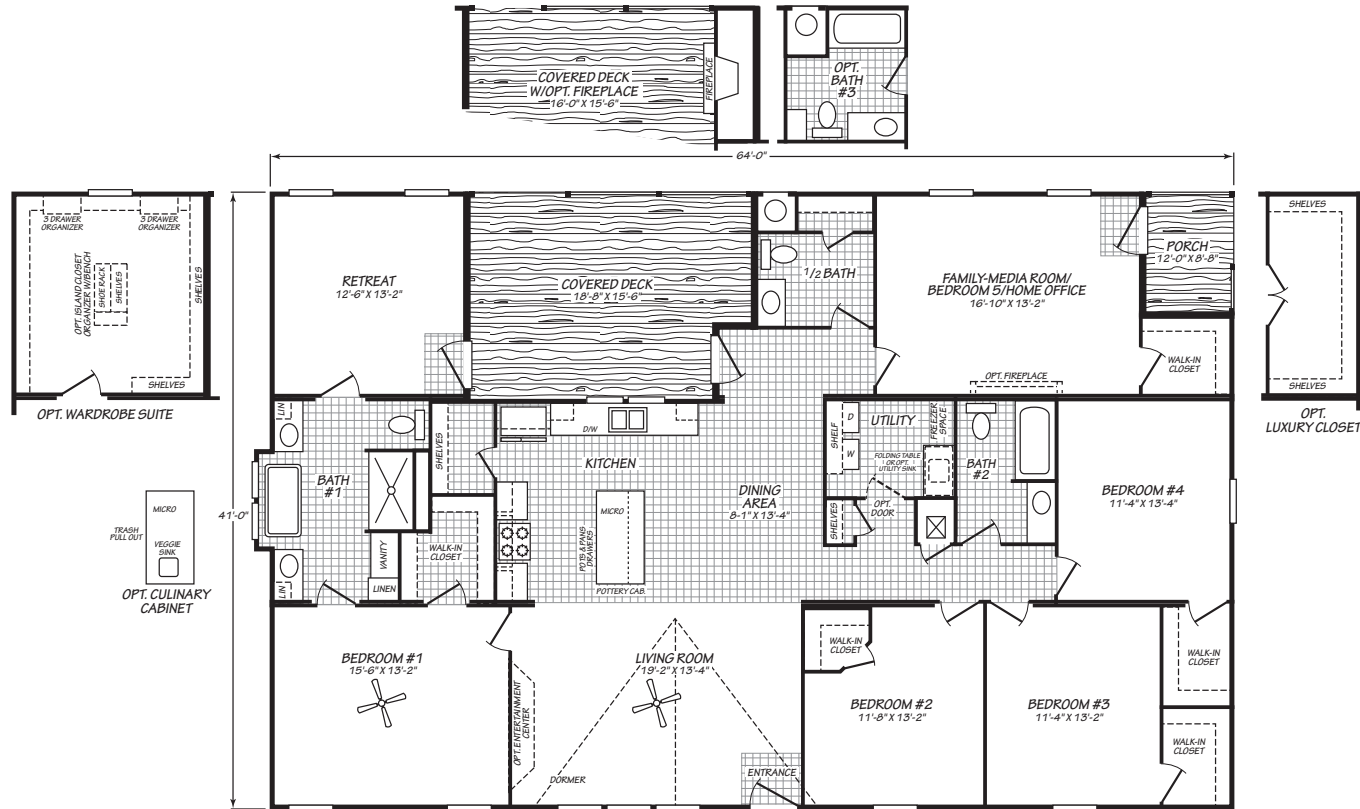 COVERED DECK
W/OPT. FIREPLACE
16'-0" X 15'-6"
FIREPLACE
OPT.
BATH
#3
64'-0"
3 DRAWER
ORGANIZER
3 DRAWER
ORGANIZER
OPT. ISLAND CLOSET
ORGANIZER W/BENCH
SHOE RACK
SHELVES
SHELVES
SHELVES
OPT. WARDROBE SUITE
RETREAT
12'-6" X 13'-2"
COVERED DECK
18'-8" X 15'-6"
1/2 BATH
FAMILY-MEDIA ROOM/
BEDROOM 5/HOME OFFICE
16'-10" X 13'-2"
OPT. FIREPLACE
PORCH
12'-0" X 8'-8"
WALK-IN
CLOSET
SHELVES
SHELVES
OPT.
LUXURY CLOSET
41'-0"
LIN
BATH
#1
LIN
VANITY
LINEN
SHELVES
WALK-IN
CLOSET
D/W
KITCHEN
MICRO
POTS & PANS
DRAWERS
POTTERY CAB.
DINING
AREA
8'-1" X 13'-4"
SHELF
D
W
UTILITY
FREEZER
SPACE
FOLDING TABLE
OR OPT.
UTILITY SINK
OPT.
DOOR
SHELVES
BATH
#2
BEDROOM #4
11'-4" X 13'-4"
MICRO
TRASH
PULL OUT
VEGGIE
SINK
OPT. CULINARY
CABINET
BEDROOM #1
15'-6" X 13'-2"
OPT. ENTERTAINMENT
CENTER
LIVING ROOM
19'-2" X 13'-4"
DORMER
ENTRANCE
WALK-IN
CLOSET
BEDROOM #2
11'-8" X 13'-2"
BEDROOM #3
11'-4" X 13'-2"
WALK-IN
CLOSET
WALK-IN
CLOSET